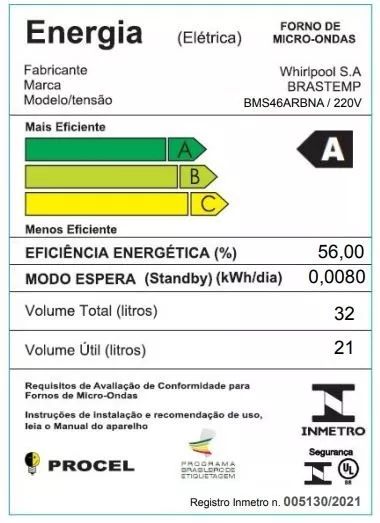 Energia (Elétrica) FORNO DE
MICRO-ONDAS
Fabricante Whirlpool S.A
Marca BRASTEMP
Modelo/tensão BMS46ARBNA / 220V
Mais Eficiente
A A
B
C
Menos Eficiente
EFICIÊNCIA ENERGÉTICA (%) 56,00
MODO ESPERA (Standby) (kWh/dia) 0,0080
Volume Total (litros) 32
Volume Útil (litros) 21
Requisitos de Avaliação de Conformidade para
Fornos de Micro-Ondas
Instruções de instalação e recomendação de uso,
leia o Manual do aparelho
INMETRO
Segurança
PROCEL
PROGRAMA
BRASILEIRO DE
ETIQUETAGEM
UL
BR
Registro Inmetro n. 005130/2021